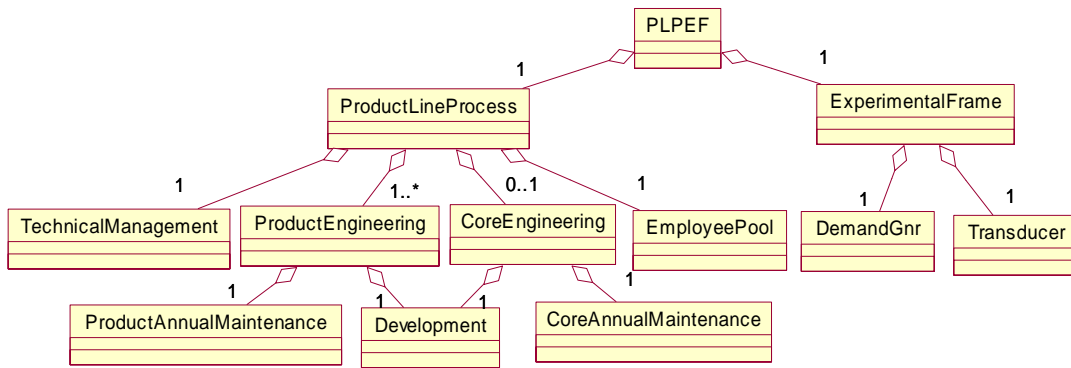 PLPEF
1
1
ProductLineProcess
ExperimentalFrame
1
1..*
0..1
1
1
1
TechnicalManagement
ProductEngineering
CoreEngineering
EmployeePool
DemandGnr
Transducer
1
1
1
1
ProductAnnualMaintenance
Development
CoreAnnualMaintenance